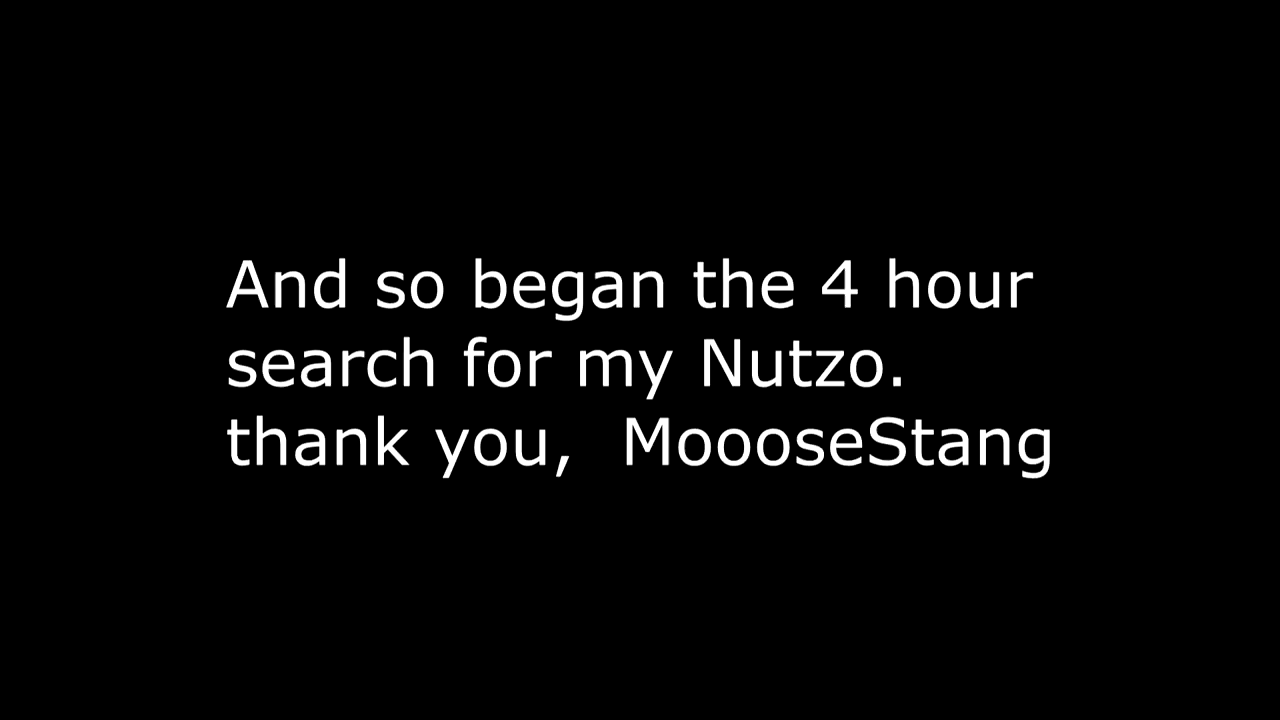 And so began the 4 hour
search for my Nutzo.
thank you,  MoooseStang